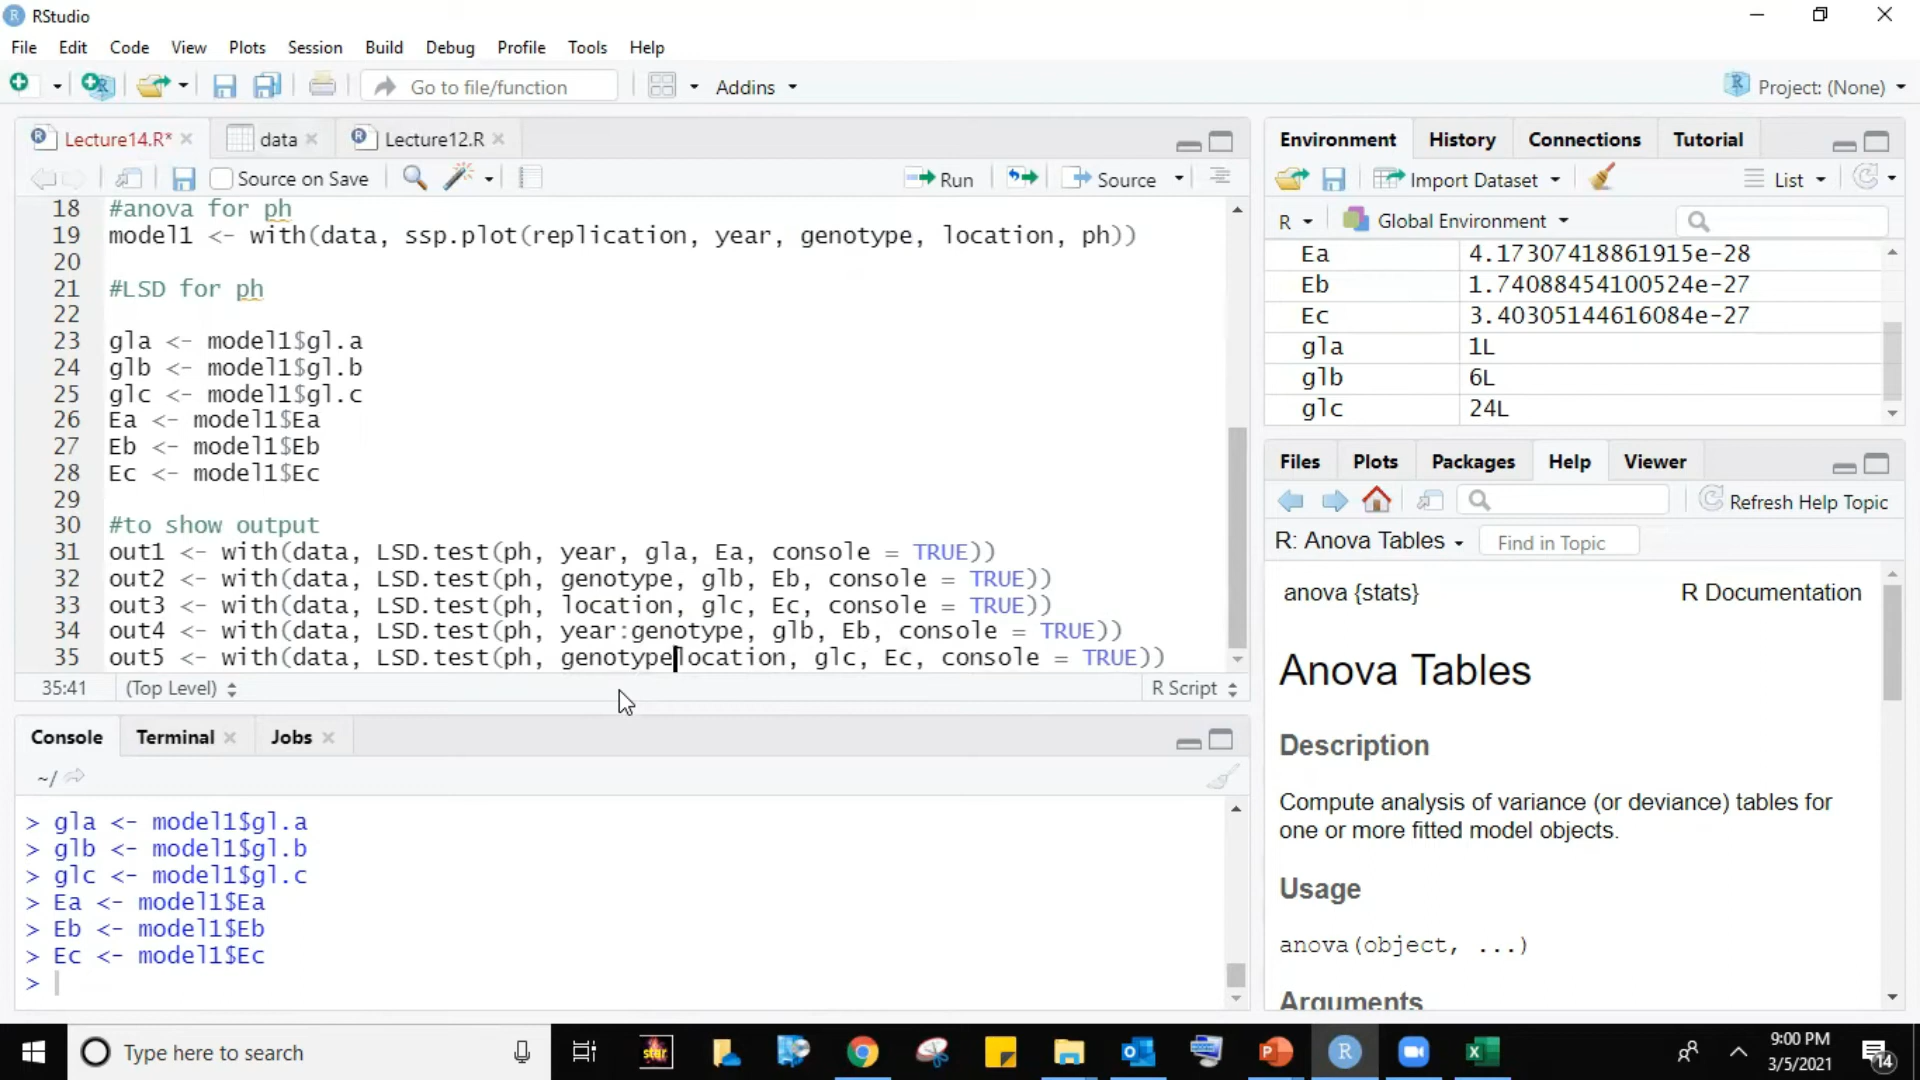 RStudio
File Edit Code View Plots Session Build Debug Profile Tools Help
Go to file/function Addins Project: (None)
Lecture14.R* data Lecture12.R
Source on Save Run Source
18 #anova for ph
19 model1 <- with(data, ssp.plot(replication, year, genotype, location, ph))
20
21 #LSD for ph
22
23 gla <- model1$gl.a
24 glb <- model1$gl.b
25 glc <- model1$gl.c
26 Ea <- model1$Ea
27 Eb <- model1$Eb
28 Ec <- model1$Ec
29
30 #to show output
31 out1 <- with(data, LSD.test(ph, year, gla, Ea, console = TRUE))
32 out2 <- with(data, LSD.test(ph, genotype, glb, Eb, console = TRUE))
33 out3 <- with(data, LSD.test(ph, location, glc, Ec, console = TRUE))
34 out4 <- with(data, LSD.test(ph, year:genotype, glb, Eb, console = TRUE))
35 out5 <- with(data, LSD.test(ph, genotypelocation, glc, Ec, console = TRUE))
35:41 (Top Level) R Script
Console Terminal Jobs
~/
> gla <- model1$gl.a
> glb <- model1$gl.b
> glc <- model1$gl.c
> Ea <- model1$Ea
> Eb <- model1$Eb
> Ec <- model1$Ec
>
Environment History Connections Tutorial
Import Dataset List
R Global Environment
Ea 4.17307418861915e-28
Eb 1.74088454100524e-27
Ec 3.40305144616084e-27
gla 1L
glb 6L
glc 24L
Files Plots Packages Help Viewer
Refresh Help Topic
R: Anova Tables Find in Topic
anova {stats} R Documentation
Anova Tables
Description
Compute analysis of variance (or deviance) tables for
one or more fitted model objects.
Usage
anova(object, ...)
Arguments
Type here to search
star
9:00 PM
3/5/2021
14